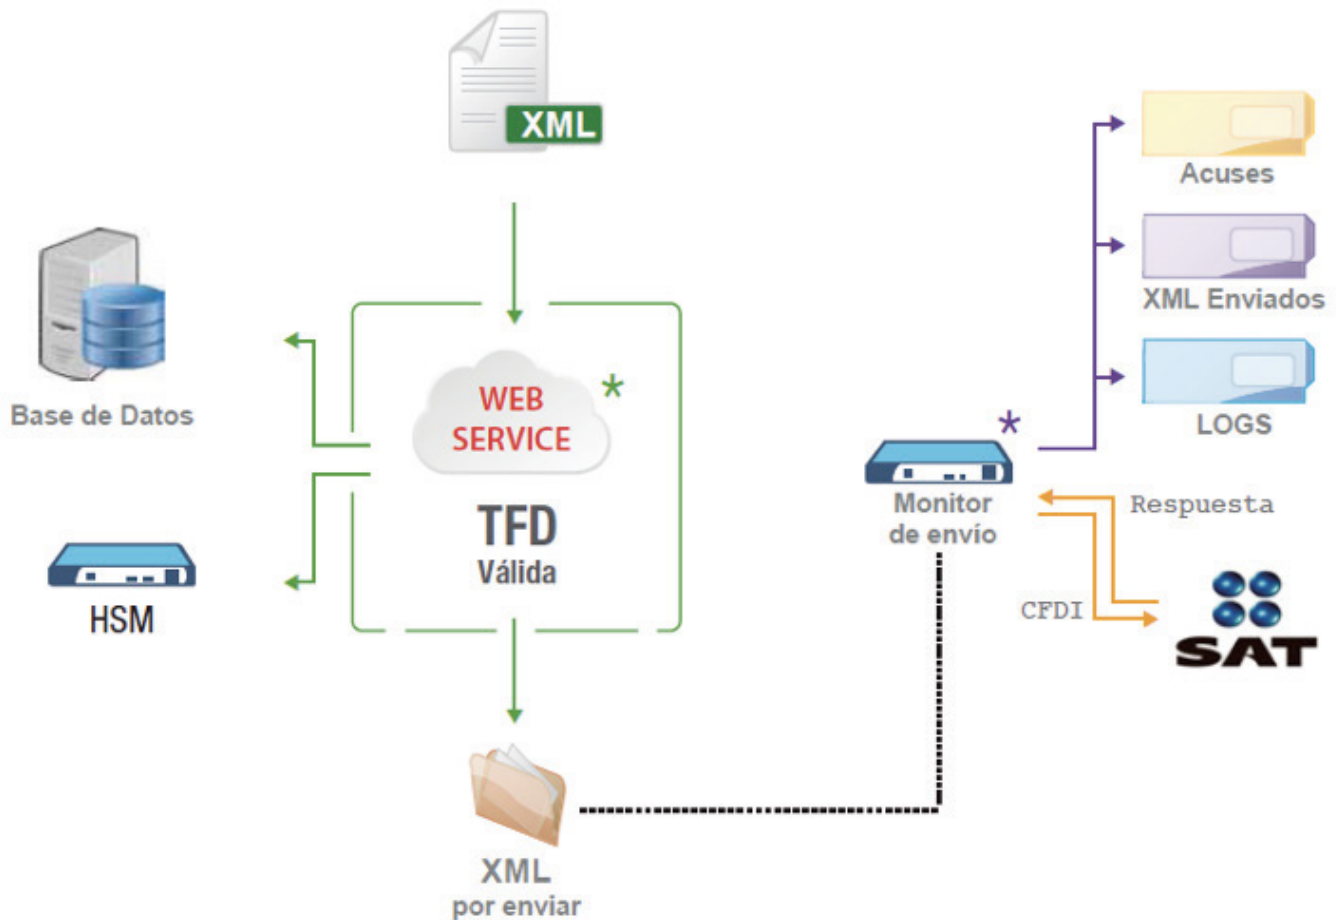 XML
Acuses
XML Enviados
LOGS
Base de Datos
HSM
WEB
SERVICE
*
TFD
Válida
*
Monitor
de envío
Respuesta
CFDI
SAT
XML
por enviar